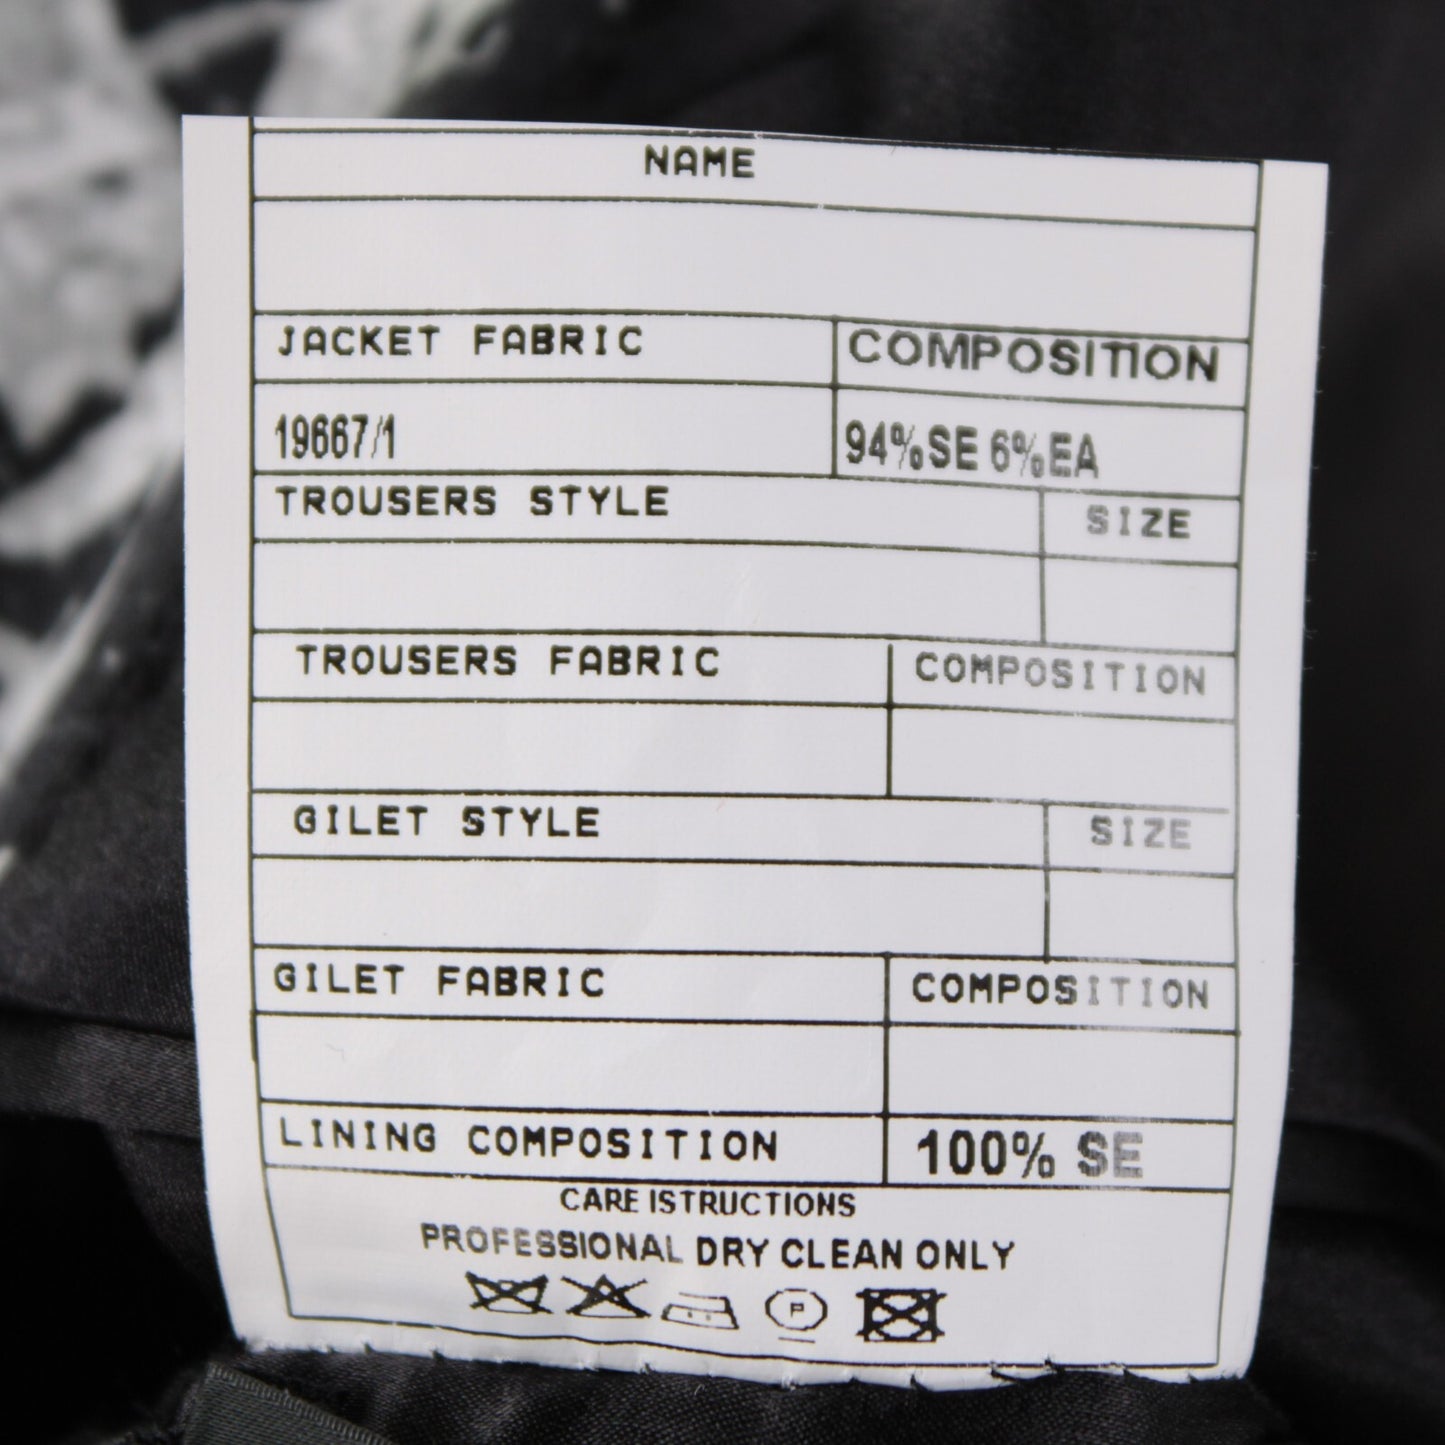 NAME
JACKET FABRIC COMPOSITION
19667/1 94% SE 6% EA
TROUSERS STYLE SIZE
TROUSERS FABRIC COMPOSITION
GILET STYLE SIZE
GILET FABRIC COMPOSITION
LINING COMPOSITION 100% SE
CARE ISTRUCTIONS
PROFESSIONAL DRY CLEAN ONLY
P